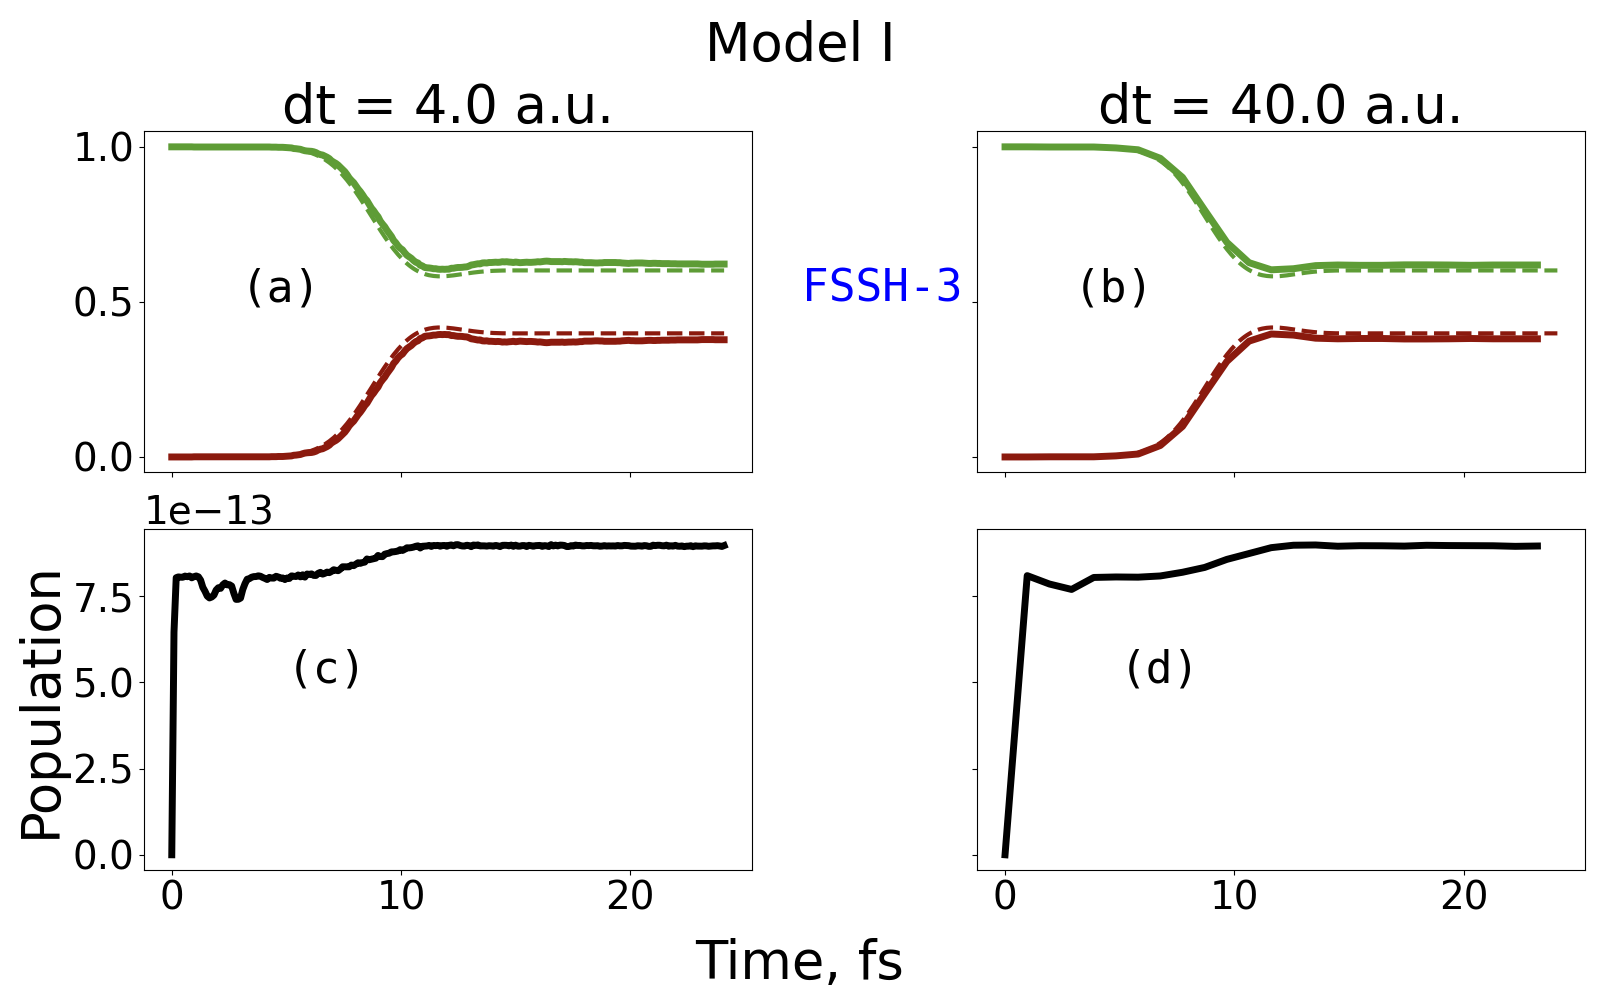 Model I
dt = 4.0 a.u.
dt = 40.0 a.u.
1.0
0.5
0.0
(a)
FSSH-3
(b)
1e−13
7.5
5.0
2.5
0.0
Population
(c)
(d)
0
10
20
0
10
20
Time, fs